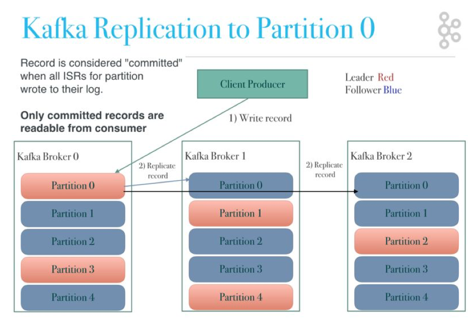 Kafka Replication to Partition 0
Record is considered "committed"
when all ISRs for partition
wrote to their log.
Only committed records are
readable from consumer
Client Producer
Leader Red
Follower Blue
1) Write record
Kafka Broker 0
2) Replicate
record
Kafka Broker 1
2) Replicate
record
Kafka Broker 2
Partition 0
Partition 1
Partition 2
Partition 3
Partition 4
Partition 0
Partition 1
Partition 2
Partition 3
Partition 4
Partition 0
Partition 1
Partition 2
Partition 3
Partition 4